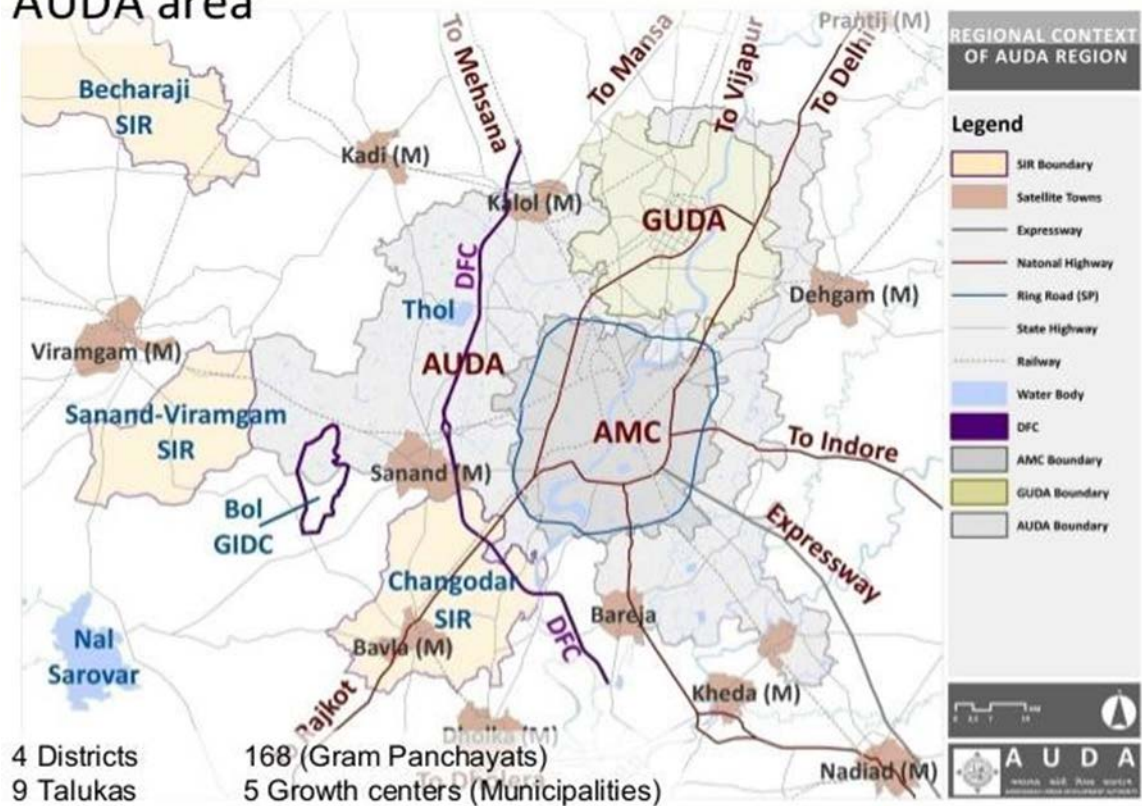 AUDA area
Prantij (M)
REGIONAL CONTEXT
OF AUDA REGION
To Mehsana
To Mansa
To Vijapur
To Delhi
Becharaji
SIR
Kadi (M)
Kalol (M)
GUDA
DFC
Thol
Dehgam (M)
Viramgam (M)
AUDA
Sanand-Viramgam
SIR
AMC
To Indore
Sanand (M)
Bol
GIDC
Expressway
Changodar
SIR
Bareja
DFC
Bavla (M)
Nal
Sarovar
Kheda (M)
Rajkot
Dholka (M)
To Dholera
Nadiad (M)
Legend
SIR Boundary
Satellite Towns
Expressway
Natonal Highway
Ring Road (SP)
State Highway
Railway
Water Body
DFC
AMC Boundary
GUDA Boundary
AUDA Boundary
AUDA
4 Districts
168 (Gram Panchayats)
9 Talukas
5 Growth centers (Municipalities)